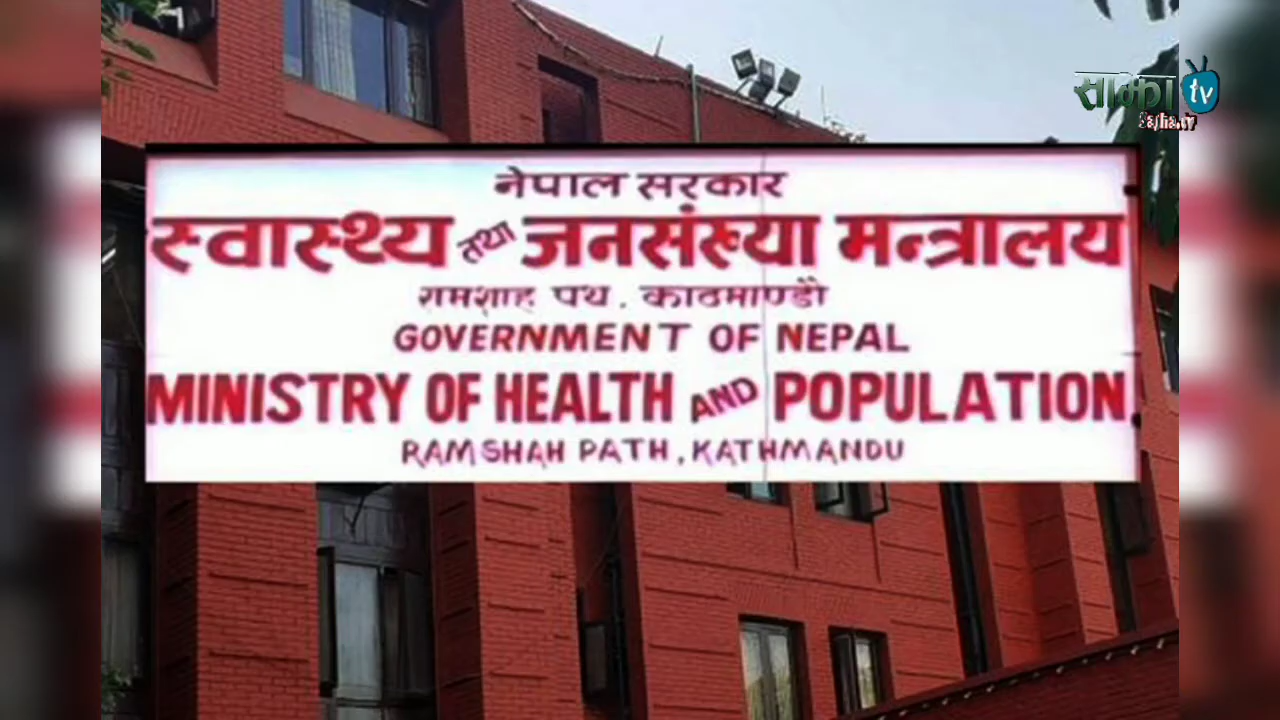 साझा tv
नेपाल सरकार
स्वास्थ्य तथा जनसंख्या मन्त्रालय
रामशाह पथ. काठमाण्डौ
GOVERNMENT OF NEPAL
MINISTRY OF HEALTH AND POPULATION
RAMSHAH PATH, KATHMANDU